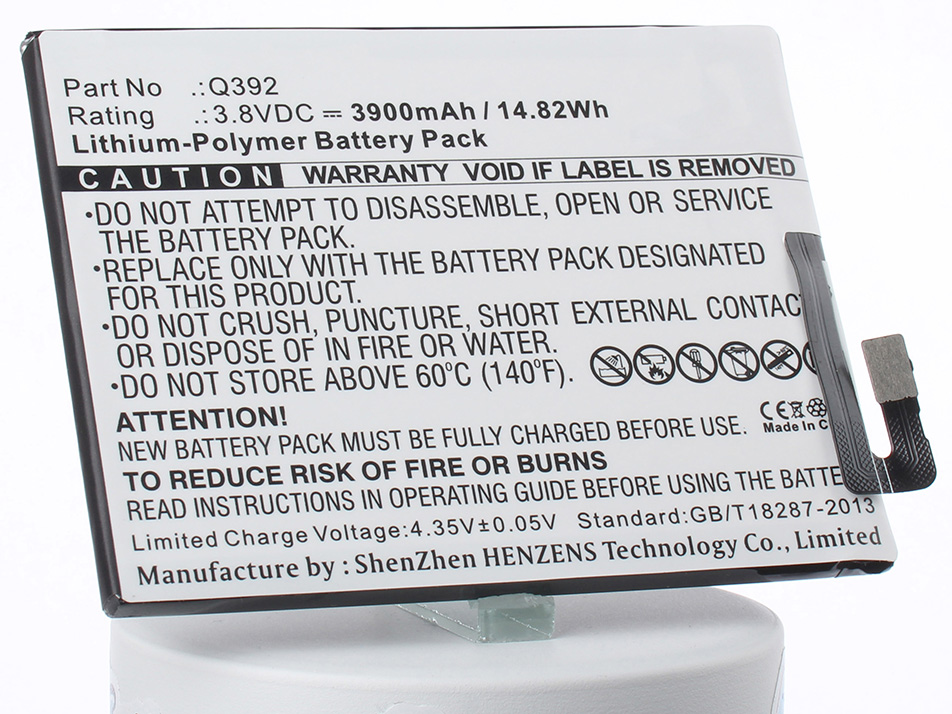 Part No .:Q392
Rating .:3.8VDC ⎓ 3900mAh / 14.82Wh
Lithium-Polymer Battery Pack
CAUTION WARRANTY VOID IF LABEL IS REMOVED
•DO NOT ATTEMPT TO DISASSEMBLE, OPEN OR SERVICE
THE BATTERY PACK.
•REPLACE ONLY WITH THE BATTERY PACK DESIGNATED
FOR THIS PRODUCT.
•DO NOT CRUSH, PUNCTURE, SHORT EXTERNAL CONTAC
OR DISPOSE OF IN FIRE OR WATER.
•DO NOT STORE ABOVE 60°C (140°F).
ATTENTION!
NEW BATTERY PACK MUST BE FULLY CHARGED BEFORE USE.
CE
Made In C
TO REDUCE RISK OF FIRE OR BURNS
READ INSTRUCTIONS IN OPERATING GUIDE BEFORE USING BATTE
Limited Charge Voltage:4.35V±0.05V Standard:GB/T18287-2013
Manufacture by : ShenZhen HENZENS Technology Co., Limited